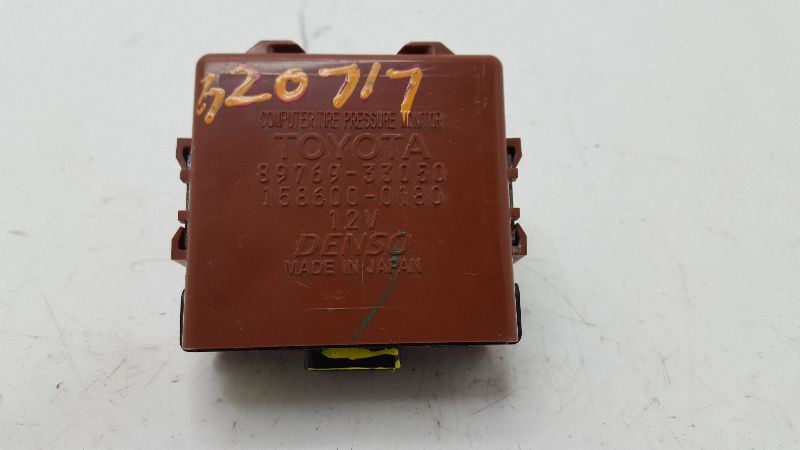 520717
COMPUTER,TIRE PRESSURE MONITOR
TOYOTA
89769-33050
158600-0180
12V
DENSO
MADE IN JAPAN